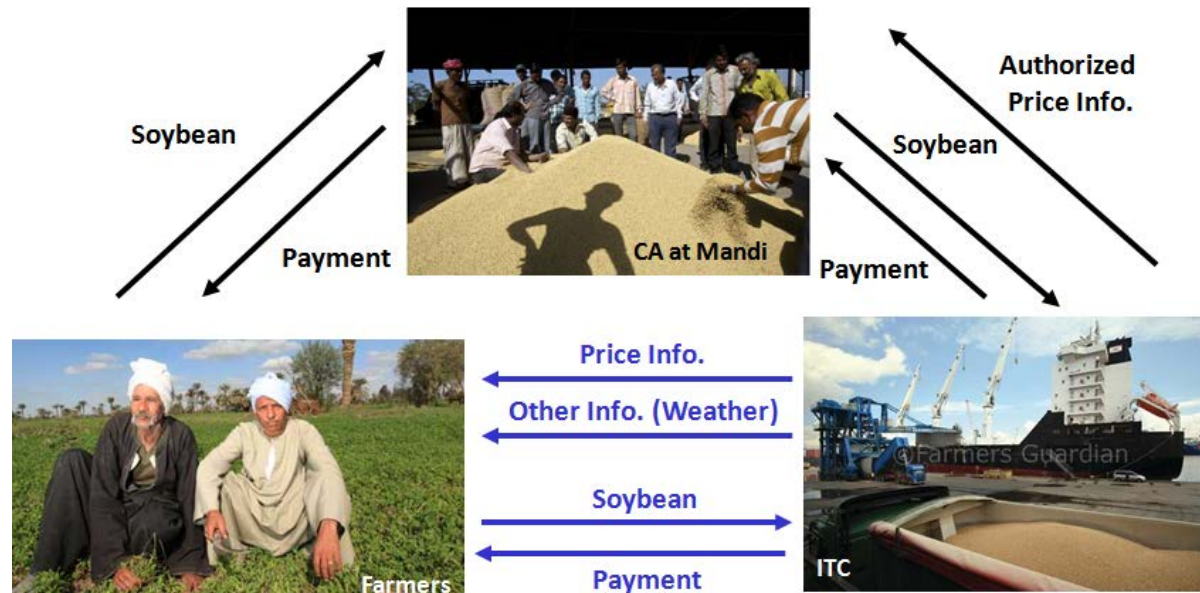 Authorized
Price Info.
Soybean
Soybean
Payment
CA at Mandi
Payment
Price Info.
Other Info. (Weather)
©Farmers Guardian
Soybean
Payment
Farmers
ITC